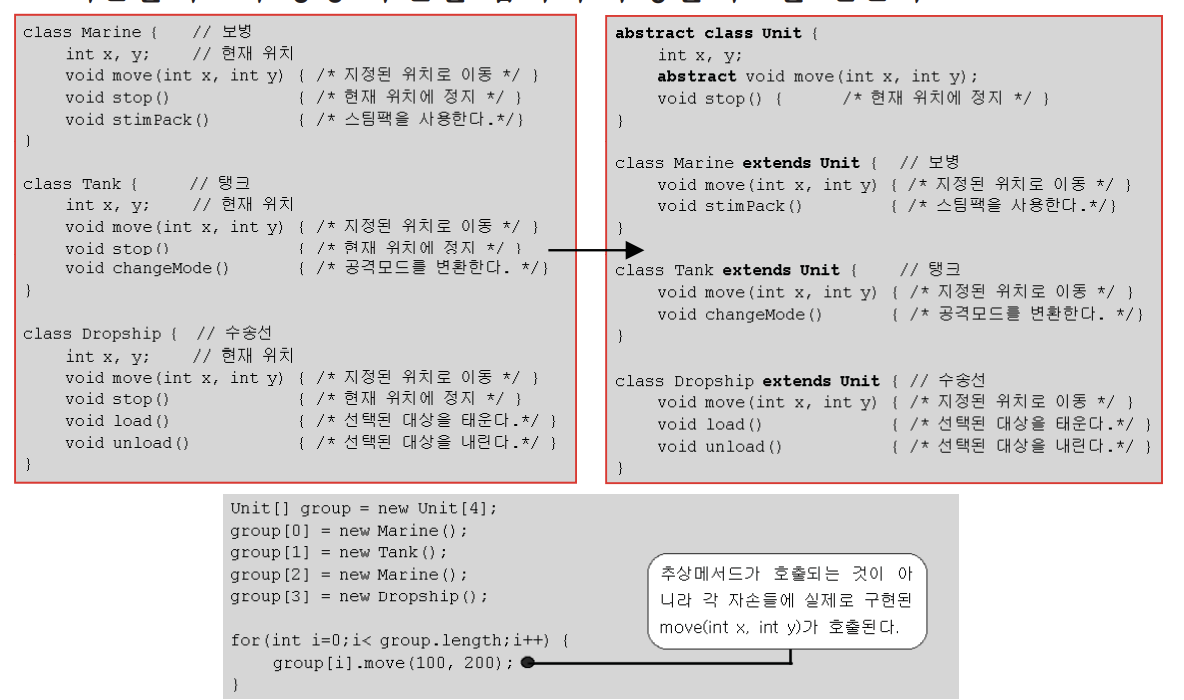 class Marine {    // 보병
    int x, y;    // 현재 위치
    void move(int x, int y) { /* 지정된 위치로 이동 */ }
    void stop()             { /* 현재 위치에 정지 */ }
    void stimPack()         { /* 스팀팩을 사용한다.*/}
}
class Tank {      // 탱크
    int x, y;    // 현재 위치
    void move(int x, int y) { /* 지정된 위치로 이동 */ }
    void stop()             { /* 현재 위치에 정지 */ }
    void changeMode()       { /* 공격모드를 변환한다. */}
}
class Dropship {  // 수송선
    int x, y;    // 현재 위치
    void move(int x, int y) { /* 지정된 위치로 이동 */ }
    void stop()             { /* 현재 위치에 정지 */ }
    void load()             { /* 선택된 대상을 태운다.*/ }
    void unload()           { /* 선택된 대상을 내린다.*/ }
}
abstract class Unit {
    int x, y;
    abstract void move(int x, int y);
    void stop() {      /* 현재 위치에 정지 */ }
}
class Marine extends Unit {  // 보병
    void move(int x, int y) { /* 지정된 위치로 이동 */ }
    void stimPack()         { /* 스팀팩을 사용한다.*/}
}
class Tank extends Unit {    // 탱크
    void move(int x, int y) { /* 지정된 위치로 이동 */ }
    void changeMode()       { /* 공격모드를 변환한다. */}
}
class Dropship extends Unit { // 수송선
    void move(int x, int y) { /* 지정된 위치로 이동 */ }
    void load()             { /* 선택된 대상을 태운다.*/ }
    void unload()           { /* 선택된 대상을 내린다.*/ }
}
Unit[] group = new Unit[4];
group[0] = new Marine();
group[1] = new Tank();
group[2] = new Marine();
group[3] = new Dropship();
for(int i=0;i< group.length;i++) {
    group[i].move(100, 200);
}
추상메서드가 호출되는 것이 아
니라 각 자손들에 실제로 구현된
move(int x, int y)가 호출된다.